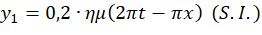 y₁ = 0,2 · ημ(2πt − πx) (S. I.)